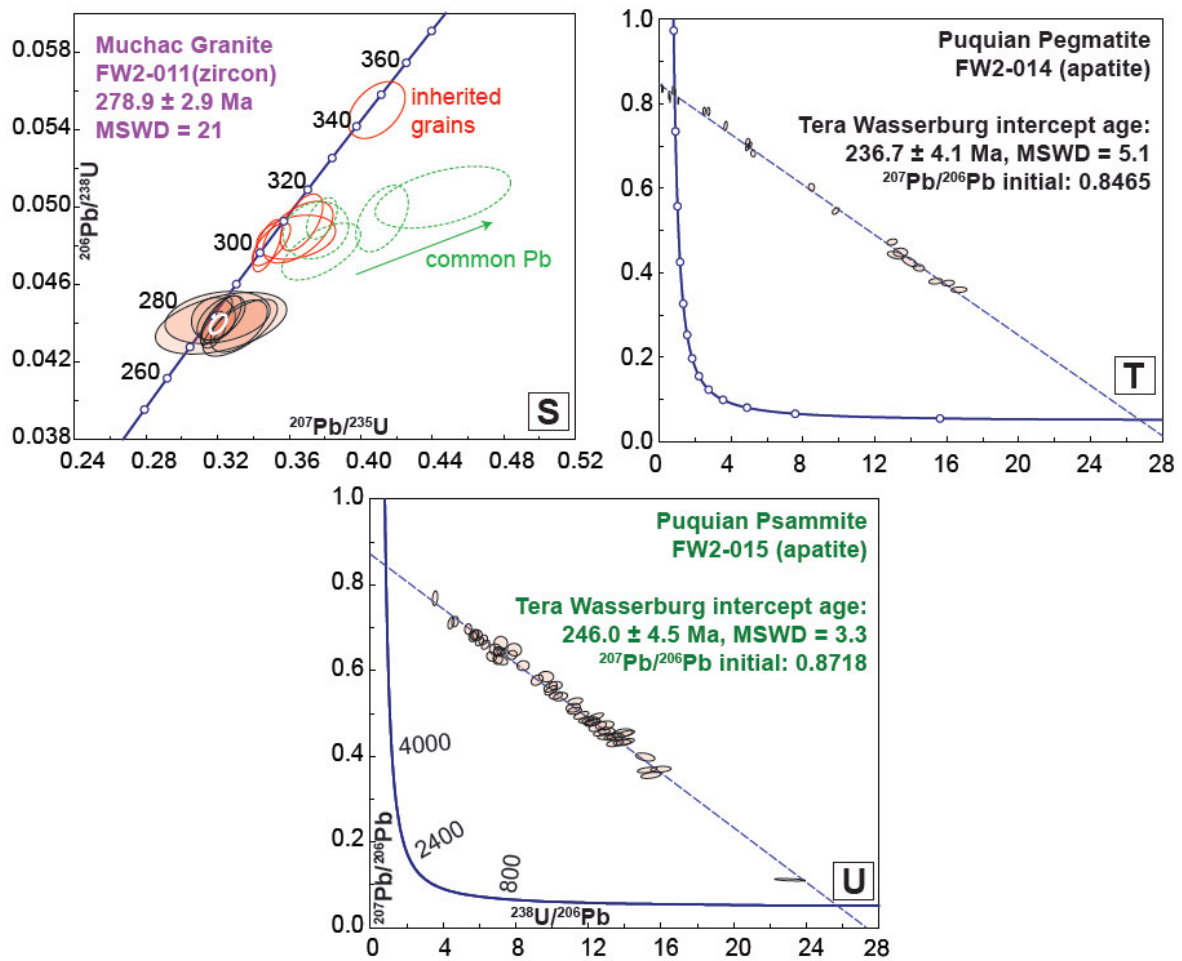 Muchac Granite
FW2-011(zircon)
278.9 ± 2.9 Ma
MSWD = 21
inherited
grains
common Pb
360
340
320
300
280
260
0.058
0.054
0.050
0.046
0.042
0.038
²⁰⁶Pb/²³⁸U
²⁰⁷Pb/²³⁵U
S
0.24 0.28 0.32 0.36 0.40 0.44 0.48 0.52
Puquian Pegmatite
FW2-014 (apatite)
Tera Wasserburg intercept age:
236.7 ± 4.1 Ma, MSWD = 5.1
²⁰⁷Pb/²⁰⁶Pb initial: 0.8465
1.0
0.8
0.6
0.4
0.2
0.0
T
0 4 8 12 16 20 24 28
Puquian Psammite
FW2-015 (apatite)
Tera Wasserburg intercept age:
246.0 ± 4.5 Ma, MSWD = 3.3
²⁰⁷Pb/²⁰⁶Pb initial: 0.8718
1.0
0.8
0.6
0.4
0.2
0.0
4000
2400
800
²⁰⁷Pb/²⁰⁶Pb
²³⁸U/²⁰⁶Pb
U
0 4 8 12 16 20 24 28